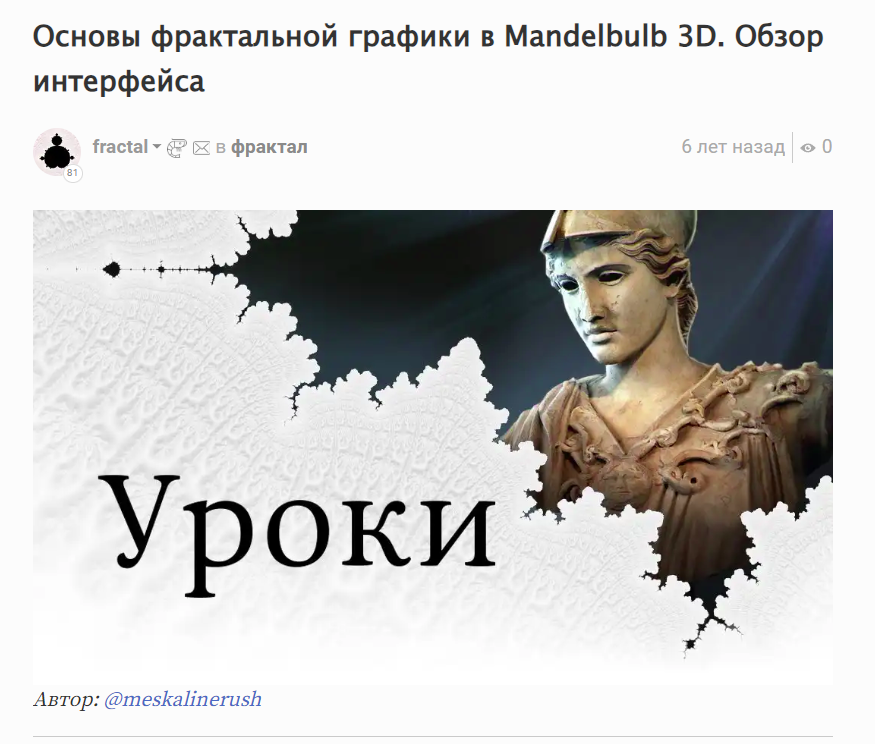 Основы фрактальной графики в Mandelbulb 3D. Обзор
интерфейса
fractal в фрактал 6 лет назад 0
81
Уроки
Автор: @meskalinerush